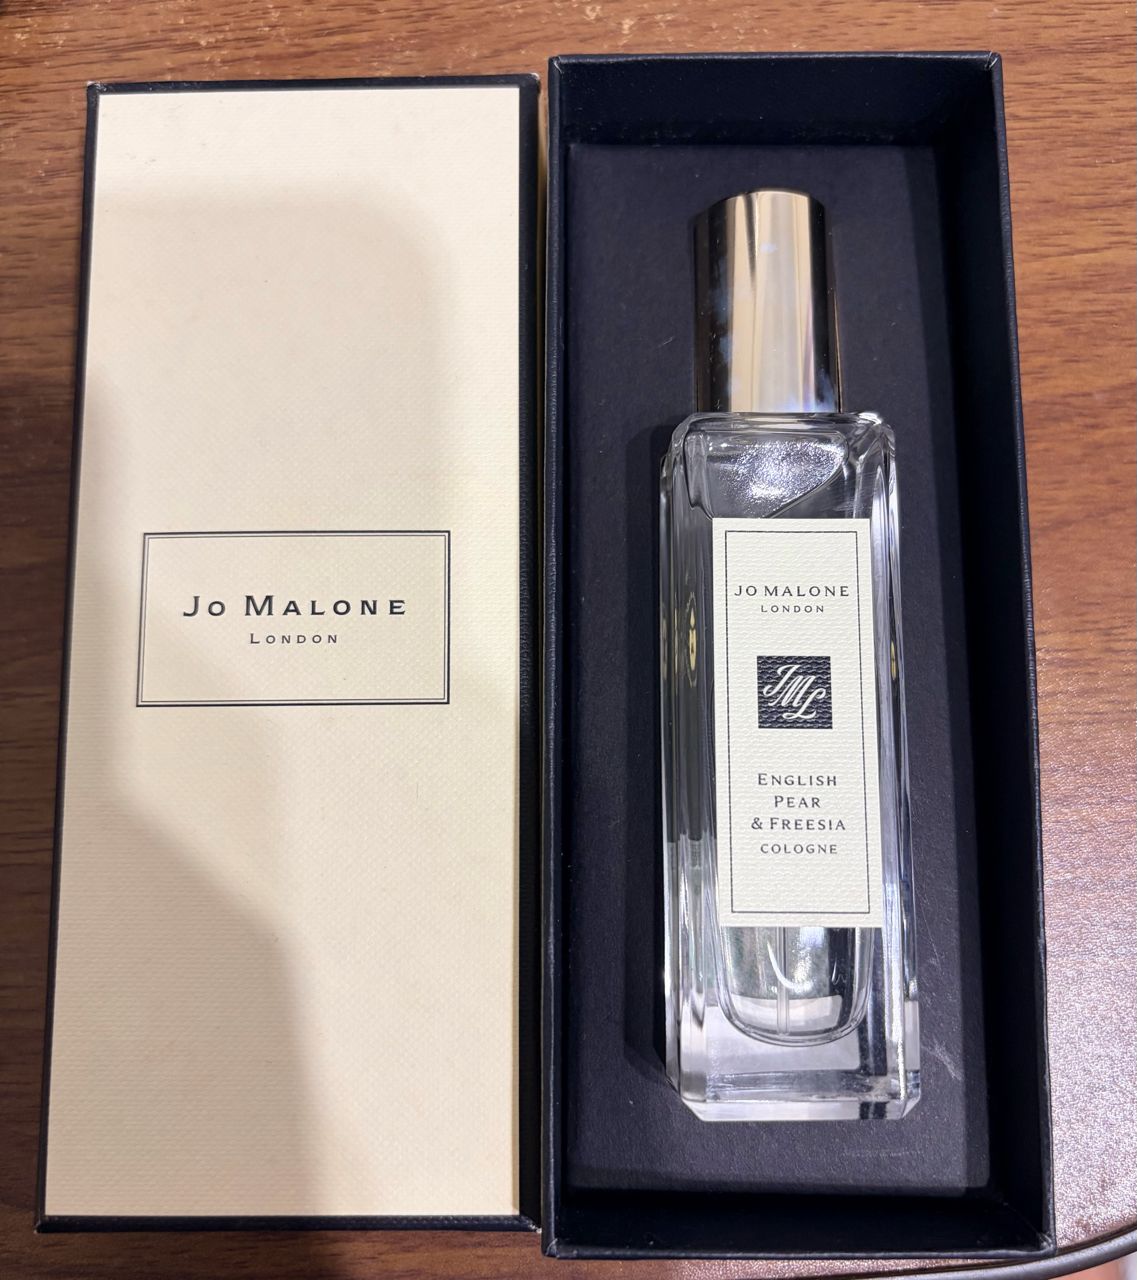 JO MALONE
LONDON
JO MALONE
LONDON
JML
ENGLISH
PEAR
& FREESIA
COLOGNE